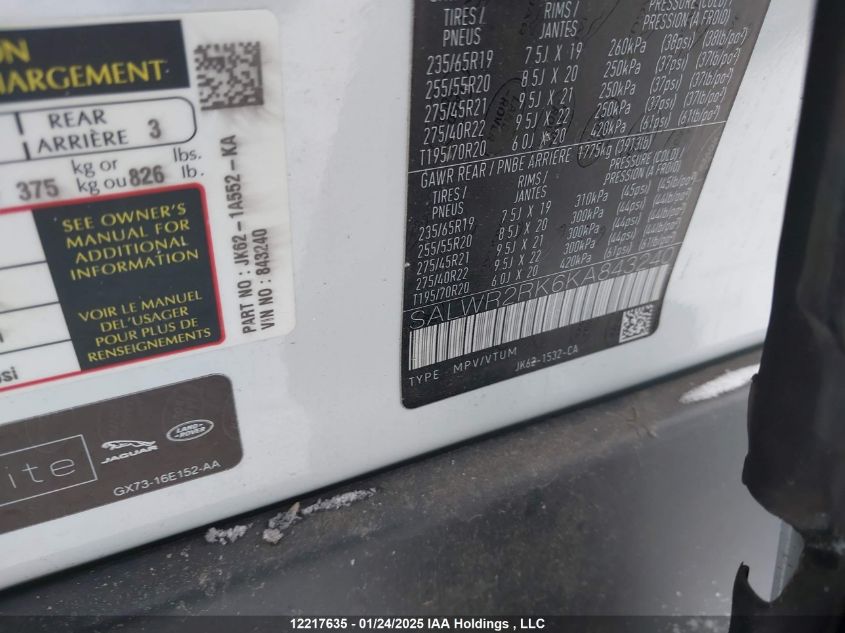 ON
HARGEMENT
REAR
ARRIÈRE 3
375 kg or 826 lbs.
kg ou lb.
SEE OWNER'S
MANUAL FOR
ADDITIONAL
INFORMATION
VOIR LE MANUEL
DEL'USAGER
POUR PLUS DE
RENSEIGNEMENTS
PART NO : JK62-1A552-KA
VIN NO : 843240
ite
JAGUAR
LAND-ROVER
GX73-16E152-AA
TIRES / RIMS / PRESSURE (COLD) /
PNEUS JANTES PRESSION (A FROID)
235/65R19 7.5J X 19 260kPa (38psi) (38lb/po²)
255/55R20 8.5J X 20 250kPa (37psi) (37lb/po²)
275/45R21 9.5J X 21 250kPa (37psi) (37lb/po²)
275/40R22 9.5J X 22 250kPa (37psi) (37lb/po²)
T195/70R20 6.0J X 20 420kPa (61psi) (61lb/po²)
GAWR REAR / PNBE ARRIERE 1775kg (3913lb)
TIRES / RIMS / PRESSURE (COLD) /
PNEUS JANTES PRESSION (A FROID)
235/65R19 7.5J X 19 310kPa (45psi) (45lb/po²)
255/55R20 8.5J X 20 300kPa (44psi) (44lb/po²)
275/45R21 9.5J X 21 300kPa (44psi) (44lb/po²)
275/40R22 9.5J X 22 300kPa (44psi) (44lb/po²)
T195/70R20 6.0J X 20 420kPa (61psi) (61lb/po²)
SALWR2RK6KA843240
TYPE MPV/VTUM
JK62-1532-CA
12217635 - 01/24/2025 IAA Holdings , LLC